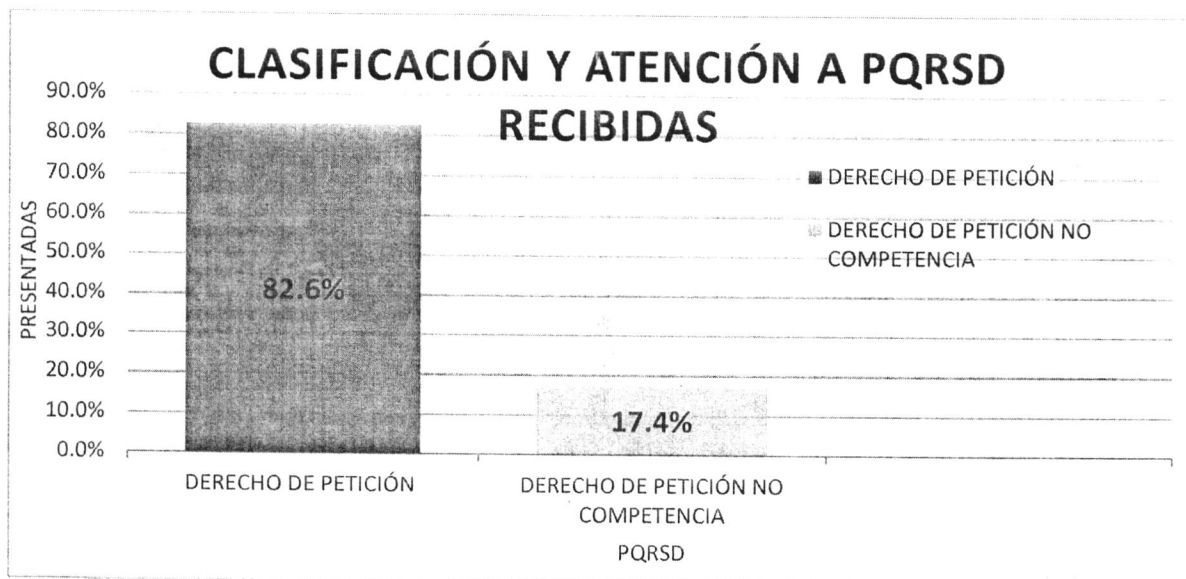 CLASIFICACIÓN Y ATENCIÓN A PQRSD
RECIBIDAS
90.0%
80.0%
70.0%
60.0%
50.0%
40.0%
30.0%
20.0%
10.0%
0.0%
PRESENTADAS
82.6%
17.4%
DERECHO DE PETICIÓN
DERECHO DE PETICIÓN NO
COMPETENCIA
DERECHO DE PETICIÓN
DERECHO DE PETICIÓN NO
COMPETENCIA
PQRSD